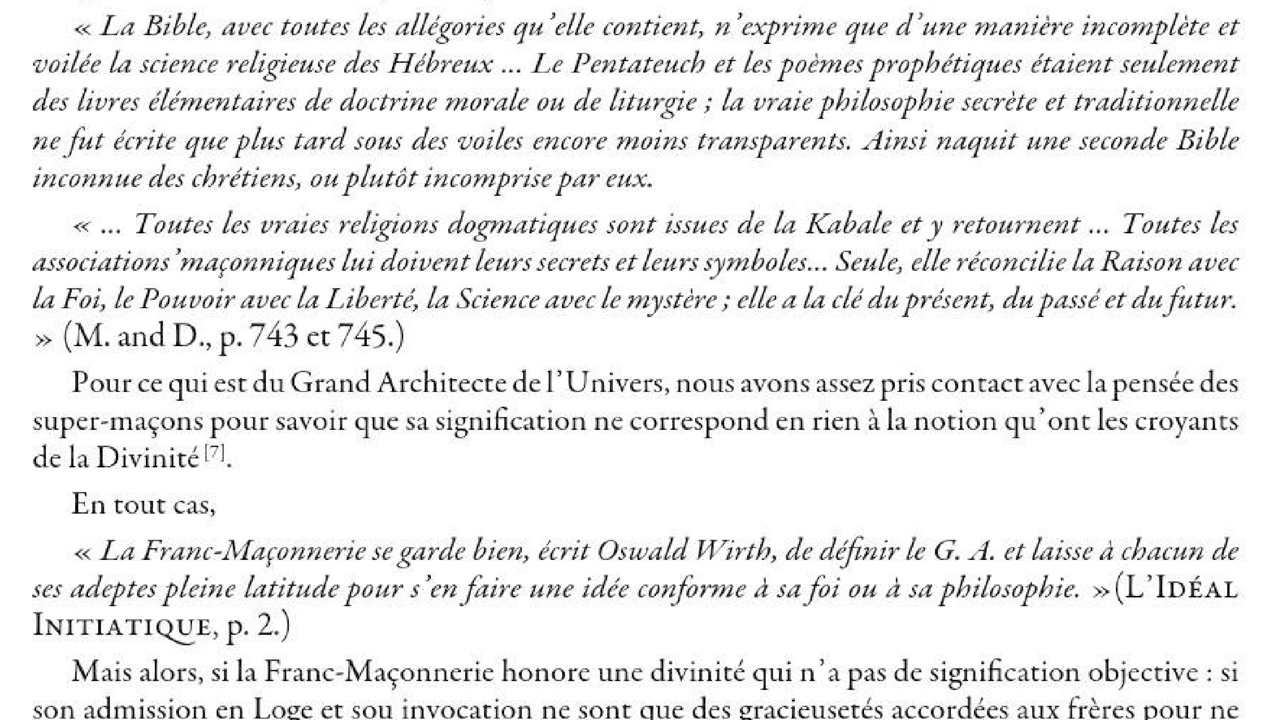 « La Bible, avec toutes les allégories qu'elle contient, n'exprime que d'une manière incomplète et
voilée la science religieuse des Hébreux ... Le Pentateuch et les poèmes prophétiques étaient seulement
des livres élémentaires de doctrine morale ou de liturgie ; la vraie philosophie secrète et traditionnelle
ne fut écrite que plus tard sous des voiles encore moins transparents. Ainsi naquit une seconde Bible
inconnue des chrétiens, ou plutôt incomprise par eux.
« ... Toutes les vraies religions dogmatiques sont issues de la Kabale et y retournent ... Toutes les
associations'maçonniques lui doivent leurs secrets et leurs symboles... Seule, elle réconcilie la Raison avec
la Foi, le Pouvoir avec la Liberté, la Science avec le mystère ; elle a la clé du présent, du passé et du futur.
» (M. and D., p. 743 et 745.)
Pour ce qui est du Grand Architecte de l'Univers, nous avons assez pris contact avec la pensée des
super-maçons pour savoir que sa signification ne correspond en rien à la notion qu'ont les croyants
de la Divinité [7].
En tout cas,
« La Franc-Maçonnerie se garde bien, écrit Oswald Wirth, de définir le G. A. et laisse à chacun de
ses adeptes pleine latitude pour s'en faire une idée conforme à sa foi ou à sa philosophie. » (L'IDÉAL
INITIATIQUE, p. 2.)
Mais alors, si la Franc-Maçonnerie honore une divinité qui n'a pas de signification objective : si
son admission en Loge et sou invocation ne sont que des gracieusetés accordées aux frères pour ne